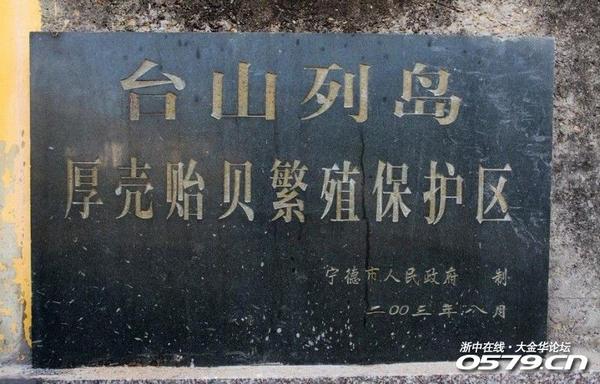 台山列岛
厚壳贻贝繁殖保护区
宁德市人民政府 制
二00三年八月
浙中在线·大金华论坛
0579.CN